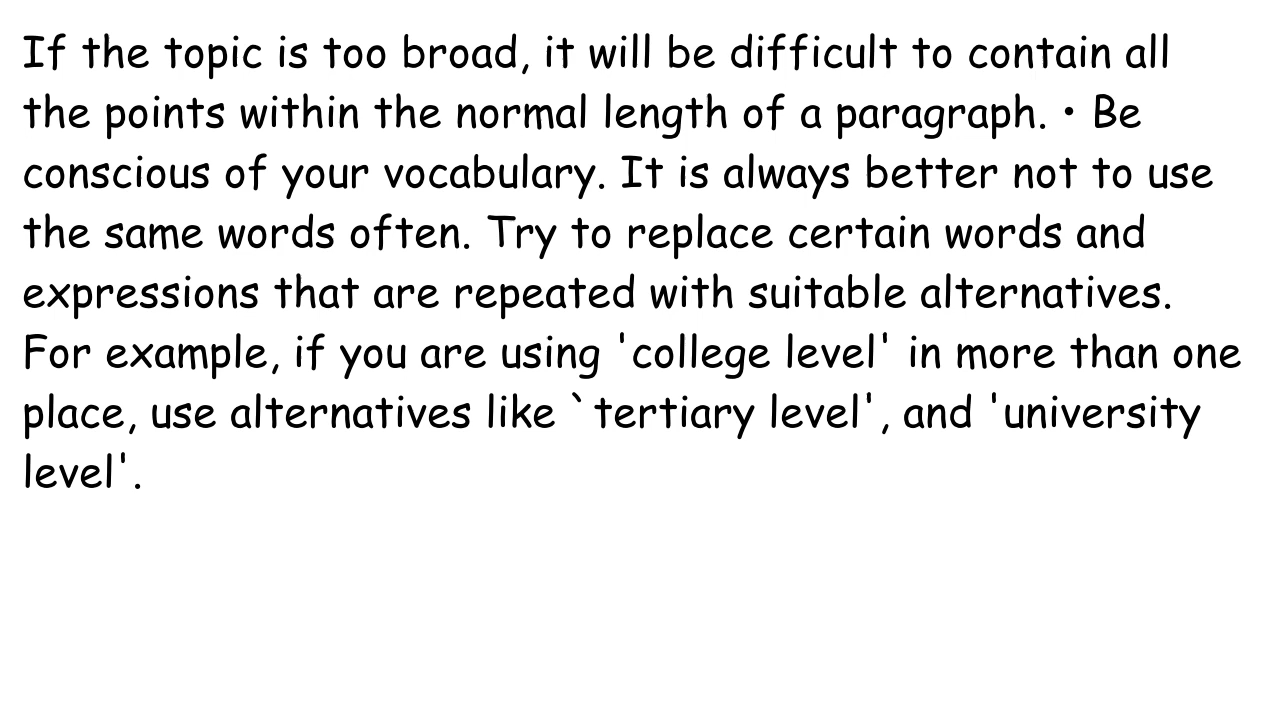 If the topic is too broad, it will be difficult to contain all
the points within the normal length of a paragraph. • Be
conscious of your vocabulary. It is always better not to use
the same words often. Try to replace certain words and
expressions that are repeated with suitable alternatives.
For example, if you are using 'college level' in more than one
place, use alternatives like `tertiary level', and 'university
level'.